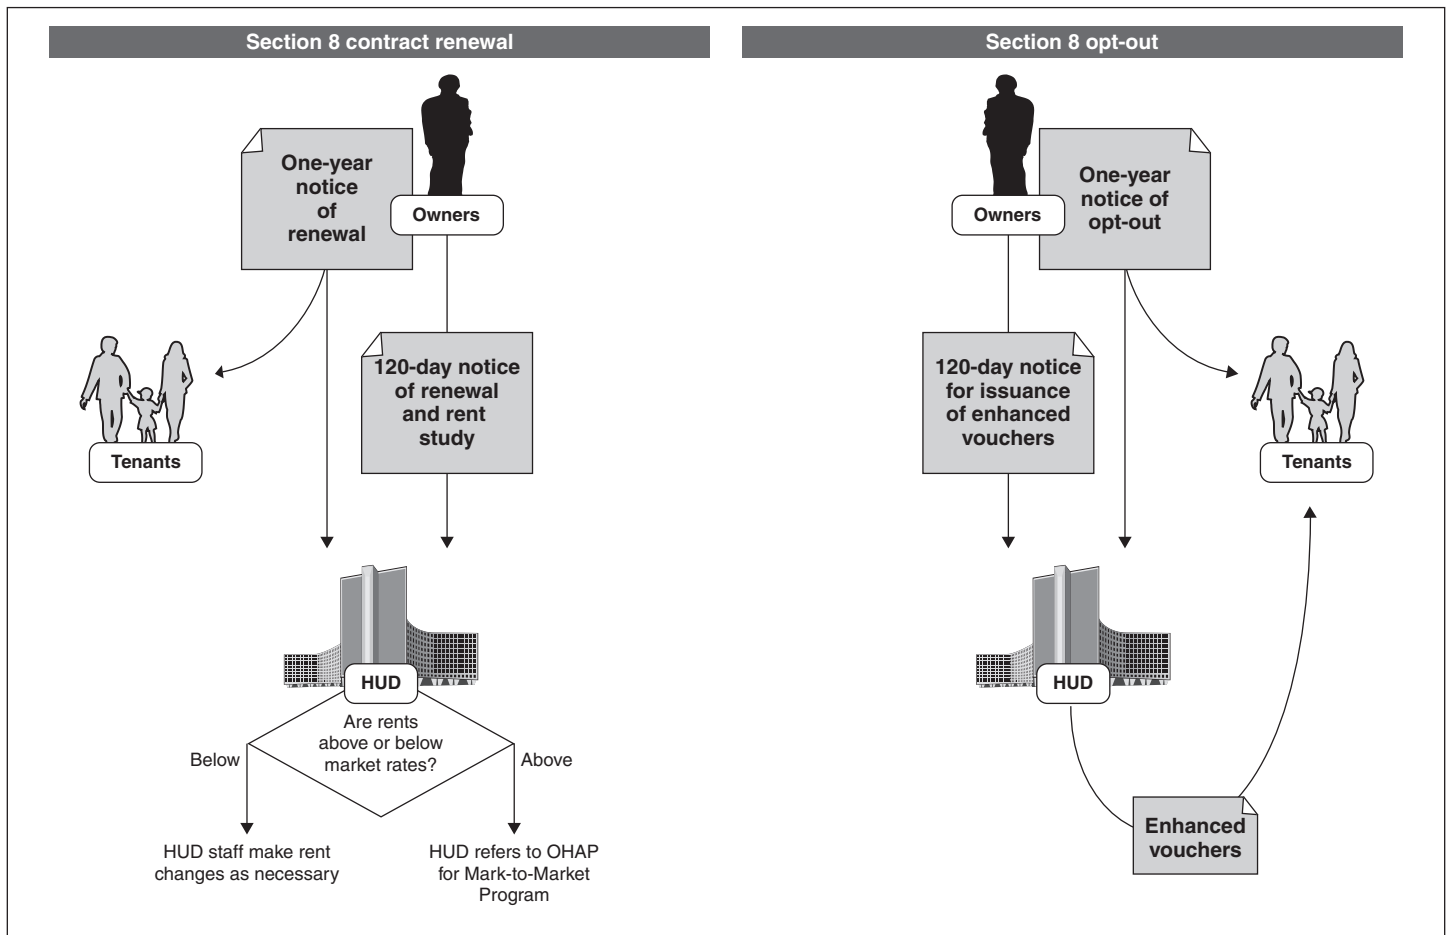 Section 8 contract renewal
One-year
notice
of
renewal
Owners
120-day notice
of renewal
and rent
study
Tenants
HUD
Are rents
above or below
market rates?
Below
Above
HUD staff make rent
changes as necessary
HUD refers to OHAP
for Mark-to-Market
Program
Section 8 opt-out
Owners
One-year
notice of
opt-out
120-day notice
for issuance
of enhanced
vouchers
Tenants
HUD
Enhanced
vouchers